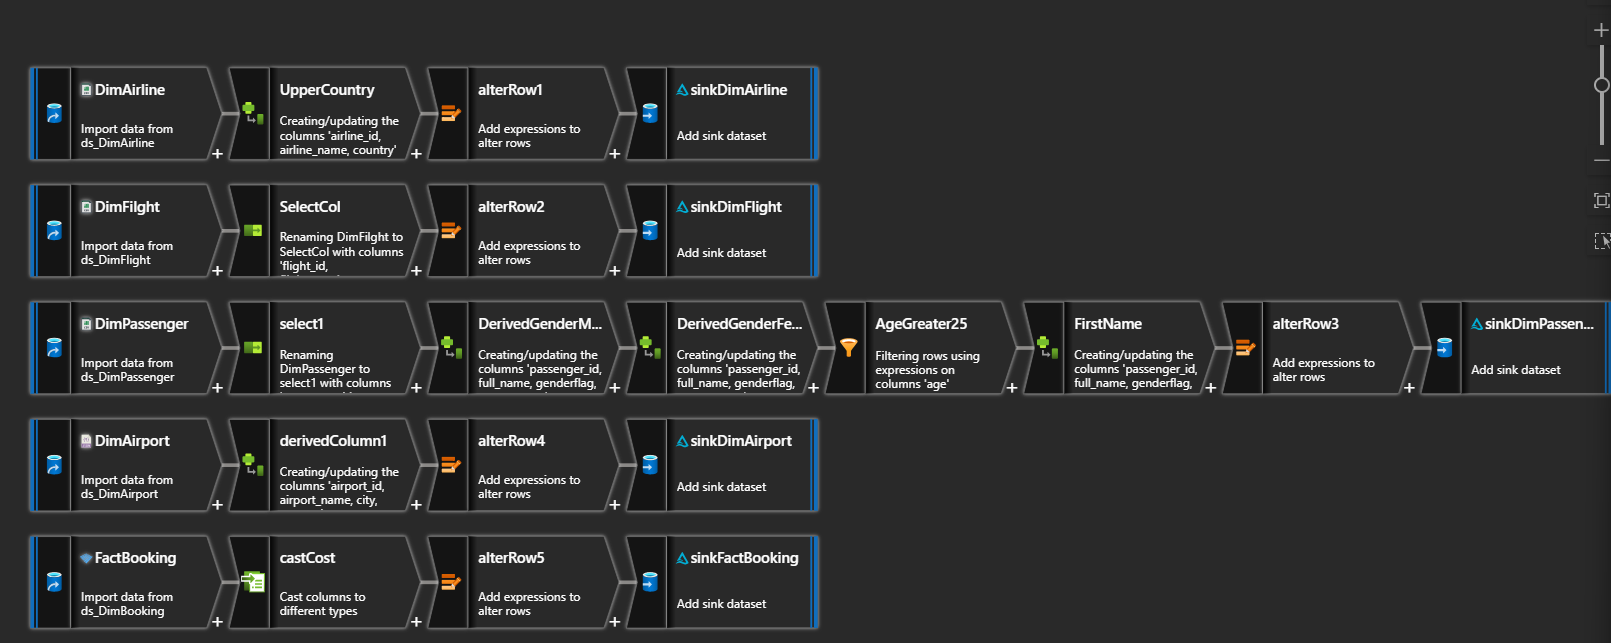 DimAirline
Import data from
ds_DimAirline
+
UpperCountry
Creating/updating the
columns 'airline_id,
airline_name, country'
+
alterRow1
Add expressions to
alter rows
+
sinkDimAirline
Add sink dataset
DimFilght
Import data from
ds_DimFlight
+
SelectCol
Renaming DimFilght to
SelectCol with columns
'flight_id,
+
alterRow2
Add expressions to
alter rows
+
sinkDimFlight
Add sink dataset
DimPassenger
Import data from
ds_DimPassenger
+
select1
Renaming
DimPassenger to
select1 with columns
+
DerivedGenderM...
Creating/updating the
columns 'passenger_id,
full_name, genderflag,
+
DerivedGenderFe...
Creating/updating the
columns 'passenger_id,
full_name, genderflag,
+
AgeGreater25
Filtering rows using
expressions on
columns 'age'
+
FirstName
Creating/updating the
columns 'passenger_id,
full_name, genderflag,
+
alterRow3
Add expressions to
alter rows
+
sinkDimPassen...
Add sink dataset
DimAirport
Import data from
ds_DimAirport
+
derivedColumn1
Creating/updating the
columns 'airport_id,
airport_name, city,
+
alterRow4
Add expressions to
alter rows
+
sinkDimAirport
Add sink dataset
FactBooking
Import data from
ds_DimBooking
+
castCost
Cast columns to
different types
+
alterRow5
Add expressions to
alter rows
+
sinkFactBooking
Add sink dataset